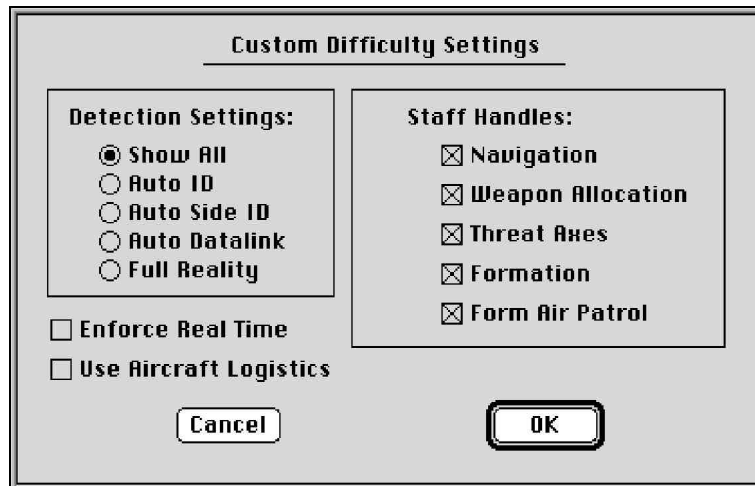 Custom Difficulty Settings
Detection Settings:
Show All
Auto ID
Auto Side ID
Auto Datalink
Full Reality
Enforce Real Time
Use Aircraft Logistics
Staff Handles:
Navigation
Weapon Allocation
Threat Axes
Formation
Form Air Patrol
Cancel
OK